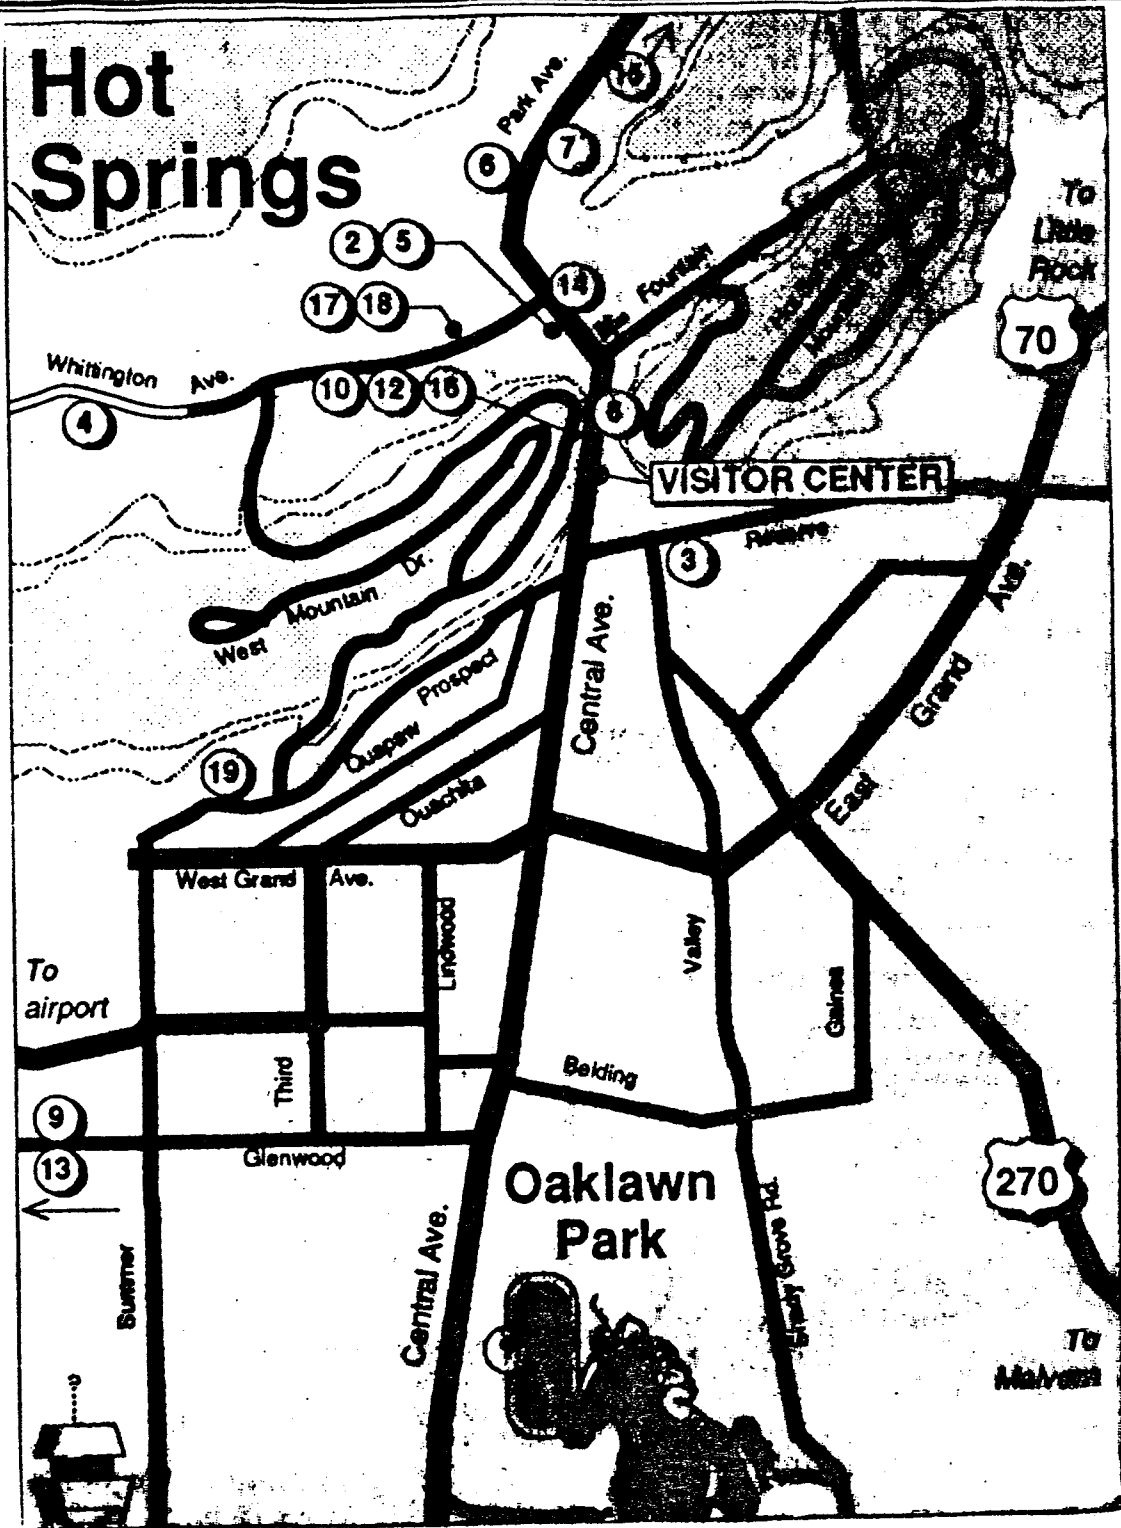 Hot
Springs
Park Ave.
15
6
7
2 5
14
To
Little
Rock
17 18
Fountain
Mountain Dr.
70
Whittington Ave.
10 12 16
4
8
VISITOR CENTER
Reserve
3
Dr.
Mountain
West
Central Ave.
Prospect
Quapaw
Ouachita
19
Grand Ave.
East
West Grand Ave.
Lindwood
Valley
Gaines
To
airport
Third
Belding
9
Glenwood
13
270
Oaklawn
Park
Summer
Central Ave.
Shady Grove Rd.
To
Malvern